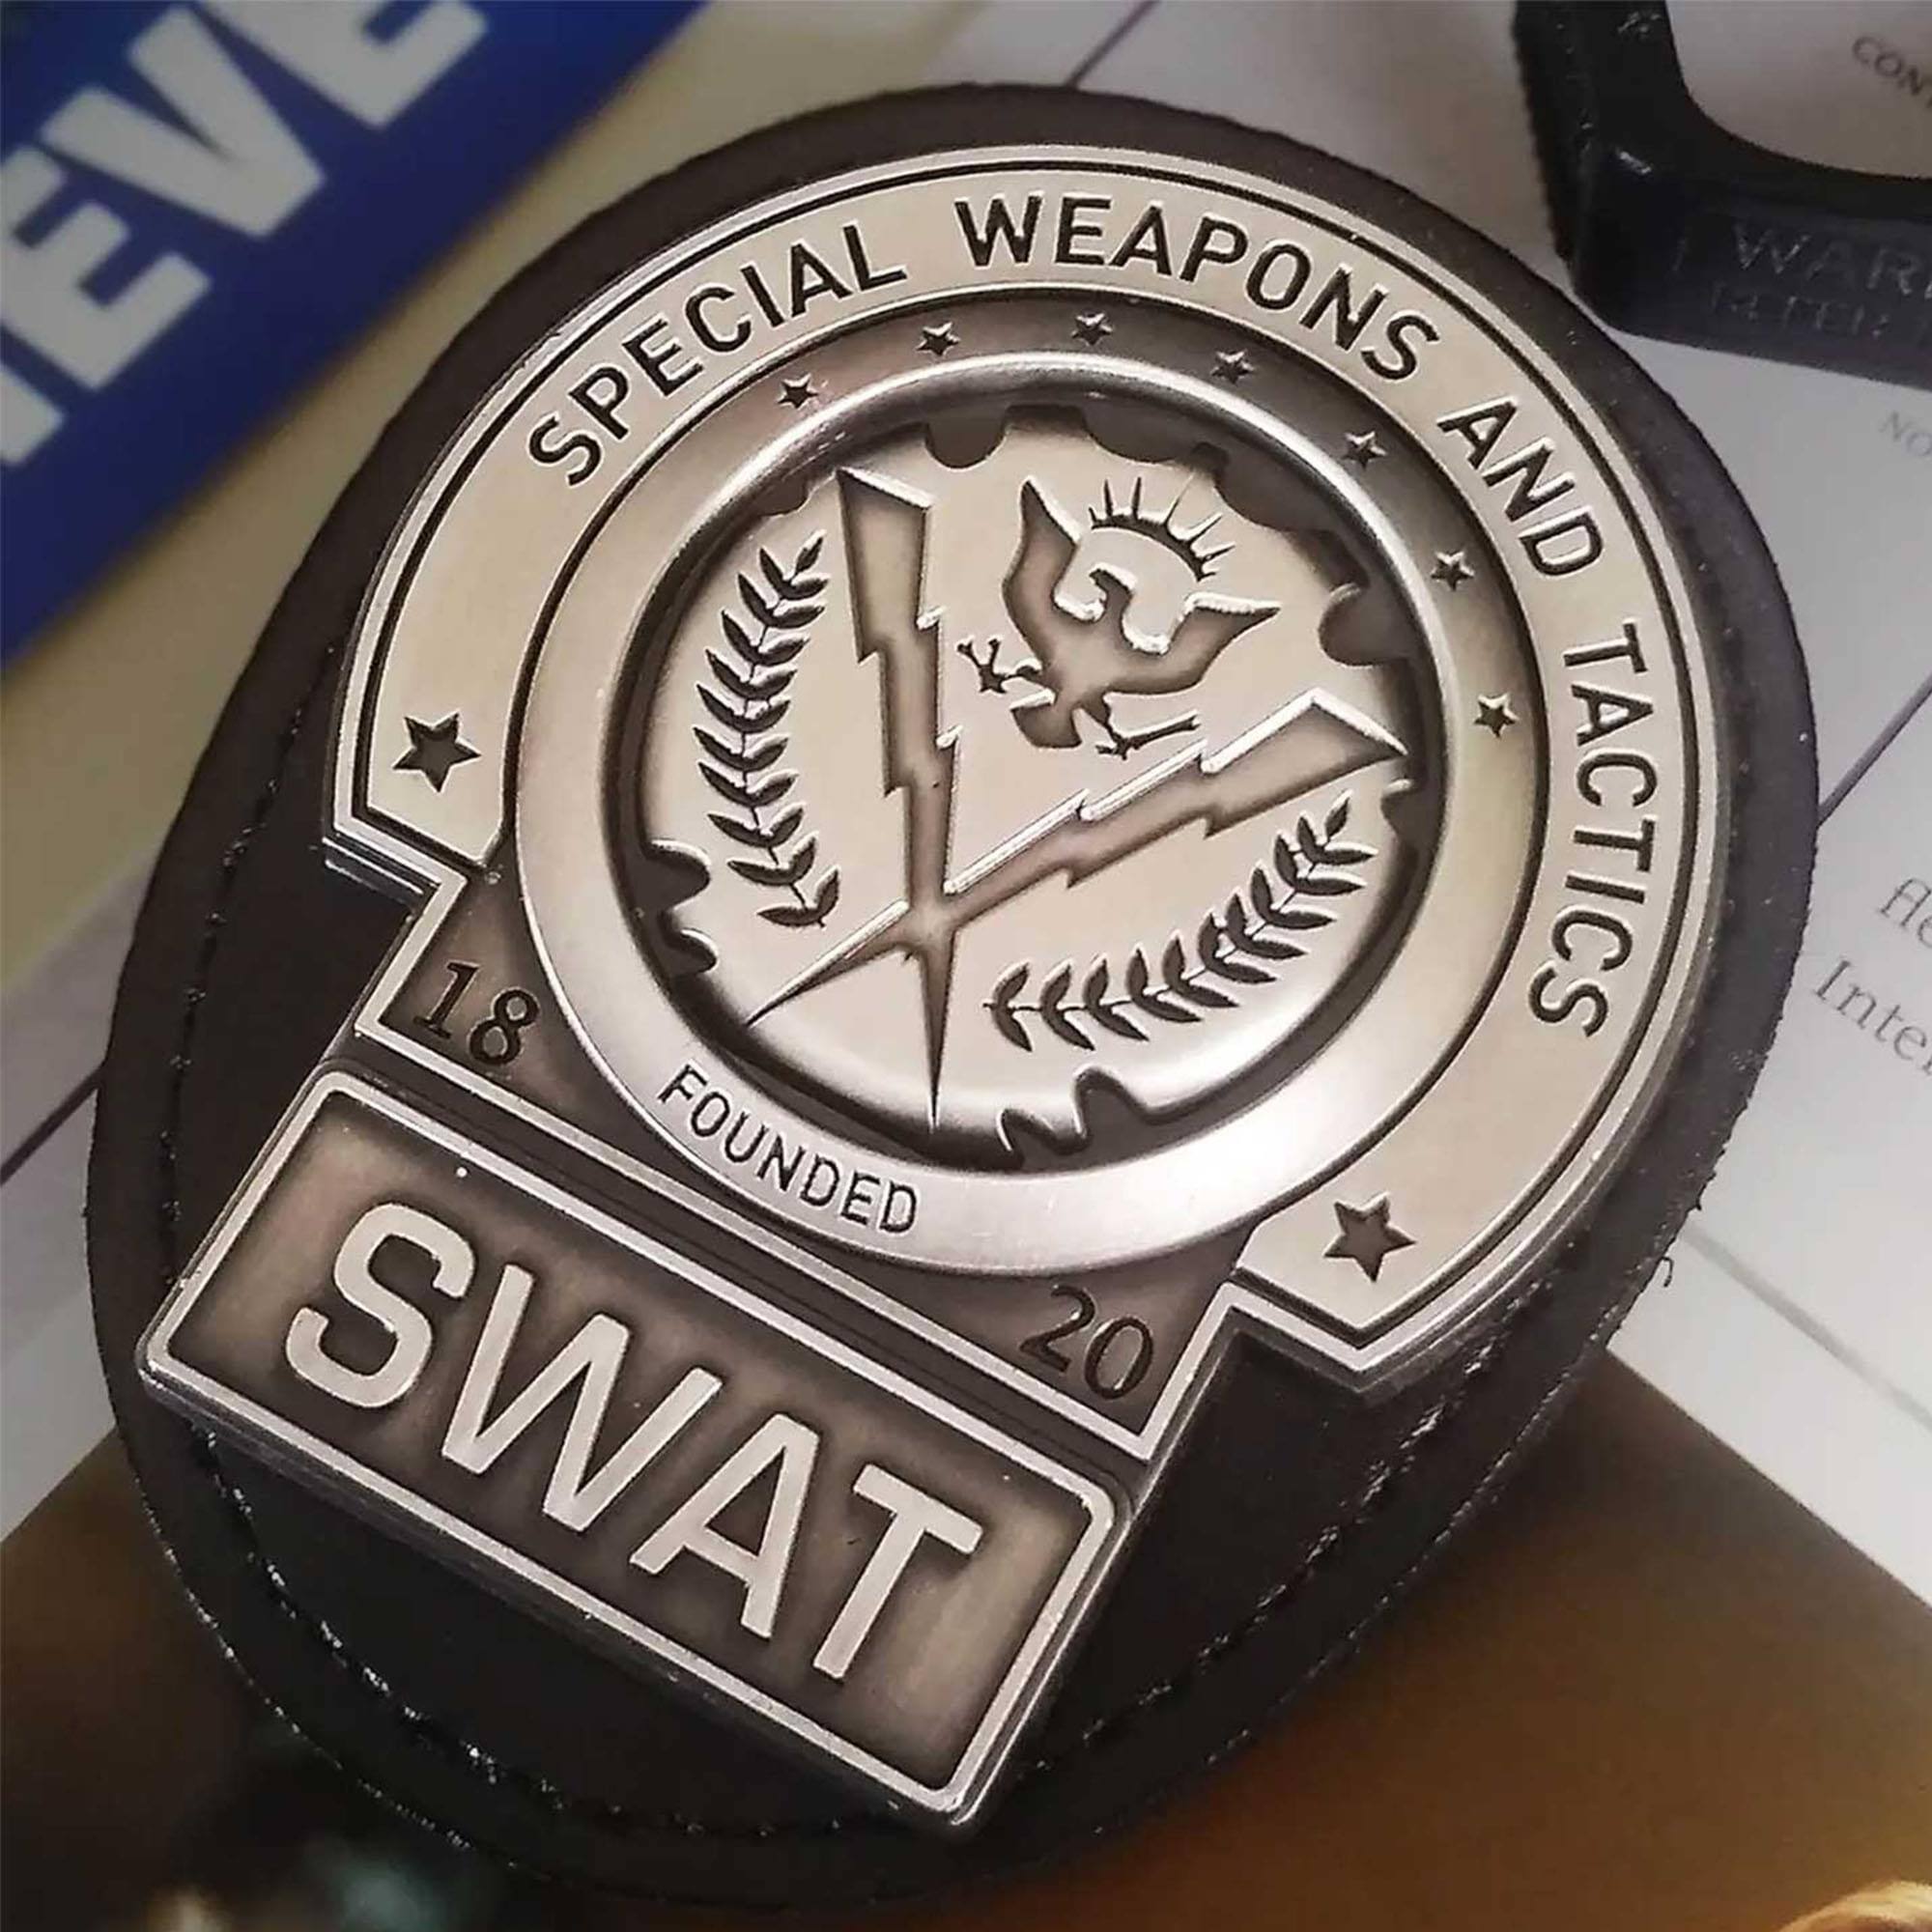 SPECIAL WEAPONS AND TACTICS
18
FOUNDED
20
SWAT